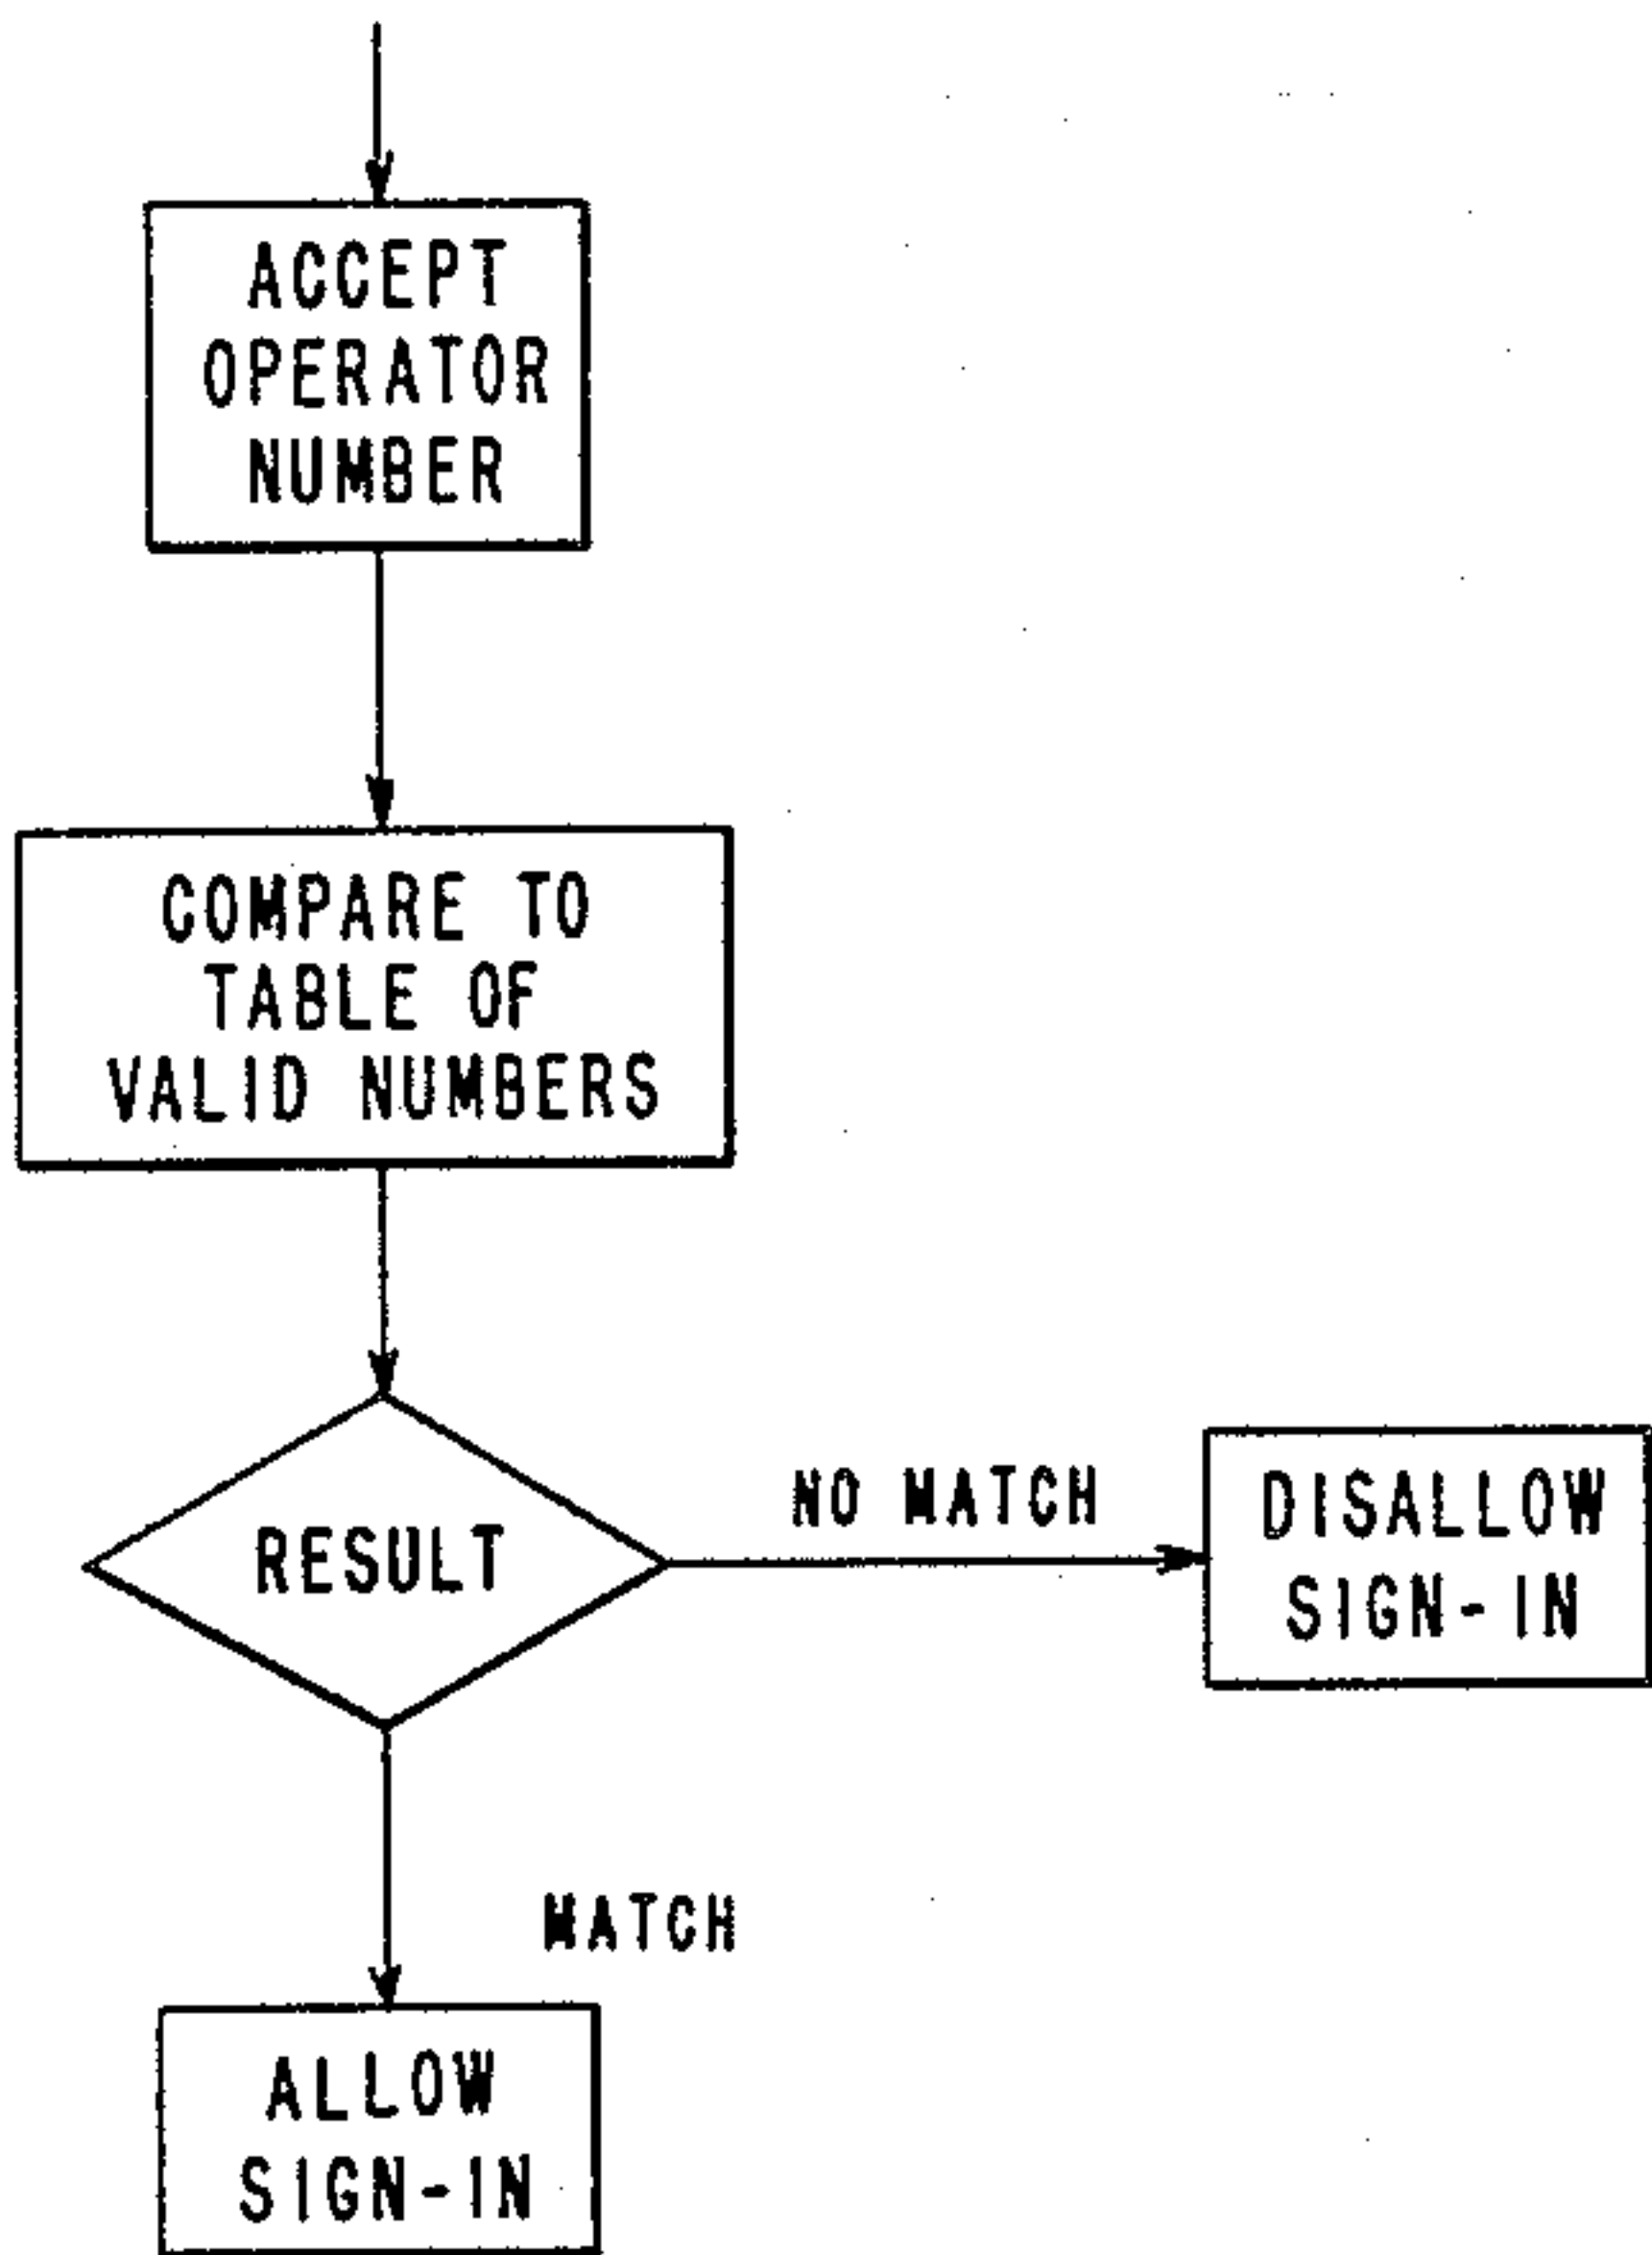 ACCEPT
OPERATOR
NUMBER
COMPARE TO
TABLE OF
VALID NUMBERS
RESULT
NO MATCH
DISALLOW
SIGN-IN
MATCH
ALLOW
SIGN-IN